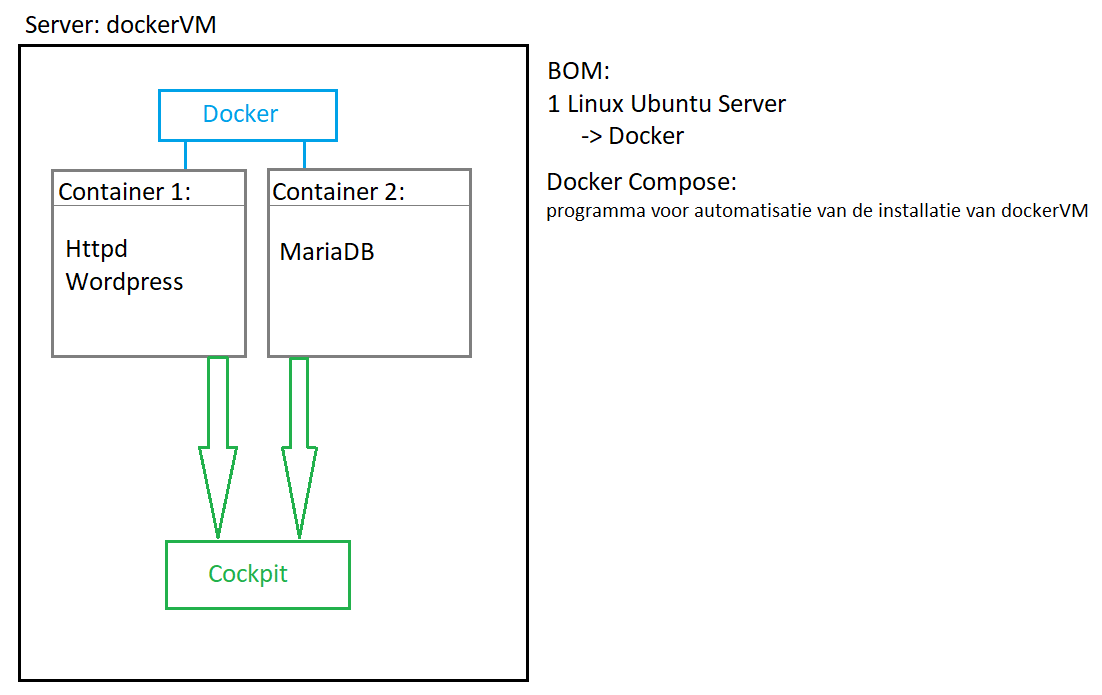 Server: dockerVM
Docker
Container 1:
Httpd
Wordpress
Container 2:
MariaDB
Cockpit
BOM:
1 Linux Ubuntu Server
-> Docker
Docker Compose:
programma voor automatisatie van de installatie van dockerVM